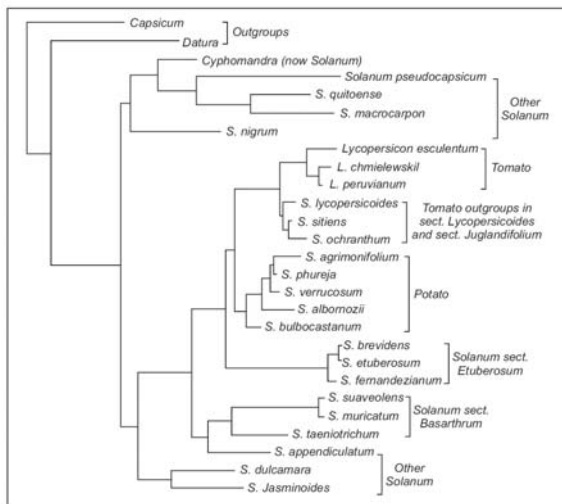 Capsicum
Datura
Outgroups
Cyphomandra (now Solanum)
Solanum pseudocapsicum
S. quitoense
S. macrocarpon
S. nigrum
Other
Solanum
Lycopersicon esculentum
L. chmielewskil
L. peruvianum
Tomato
S. lycopersicoides
S. sitiens
S. ochranthum
Tomato outgroups in
sect. Lycopersicoides
and sect. Juglandifolium
S. agrimonifolium
S. phureja
S. verrucosum
S. albornozii
S. bulbocastanum
Potato
S. brevidens
S. etuberosum
S. fernandezianum
Solanum sect.
Etuberosum
S. suaveolens
S. muricatum
S. taeniotrichum
Solanum sect.
Basarthrum
S. appendiculatum
S. dulcamara
S. Jasminoides
Other
Solanum